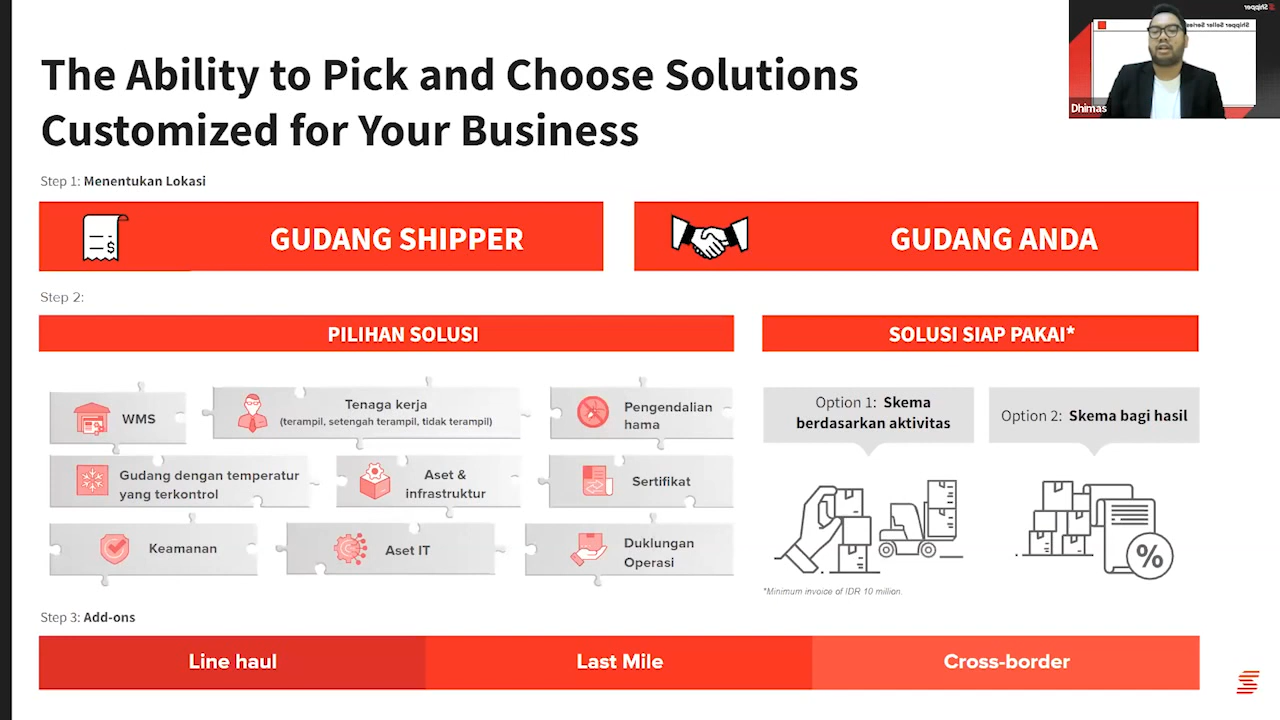 The Ability to Pick and Choose Solutions
Customized for Your Business
Shipper
Shipper Seller Series
Dhimas
Step 1: Menentukan Lokasi
GUDANG SHIPPER
GUDANG ANDA
Step 2:
PILIHAN SOLUSI
SOLUSI SIAP PAKAI*
WMS
Tenaga kerja
(terampil, setengah terampil, tidak terampil)
Pengendalian
hama
Gudang dengan temperatur
yang terkontrol
Aset &
infrastruktur
Sertifikat
Keamanan
Aset IT
Duklungan
Operasi
Option 1: Skema
berdasarkan aktivitas
Option 2: Skema bagi hasil
%
*Minimum invoice of IDR 10 million.
Step 3: Add-ons
Line haul
Last Mile
Cross-border